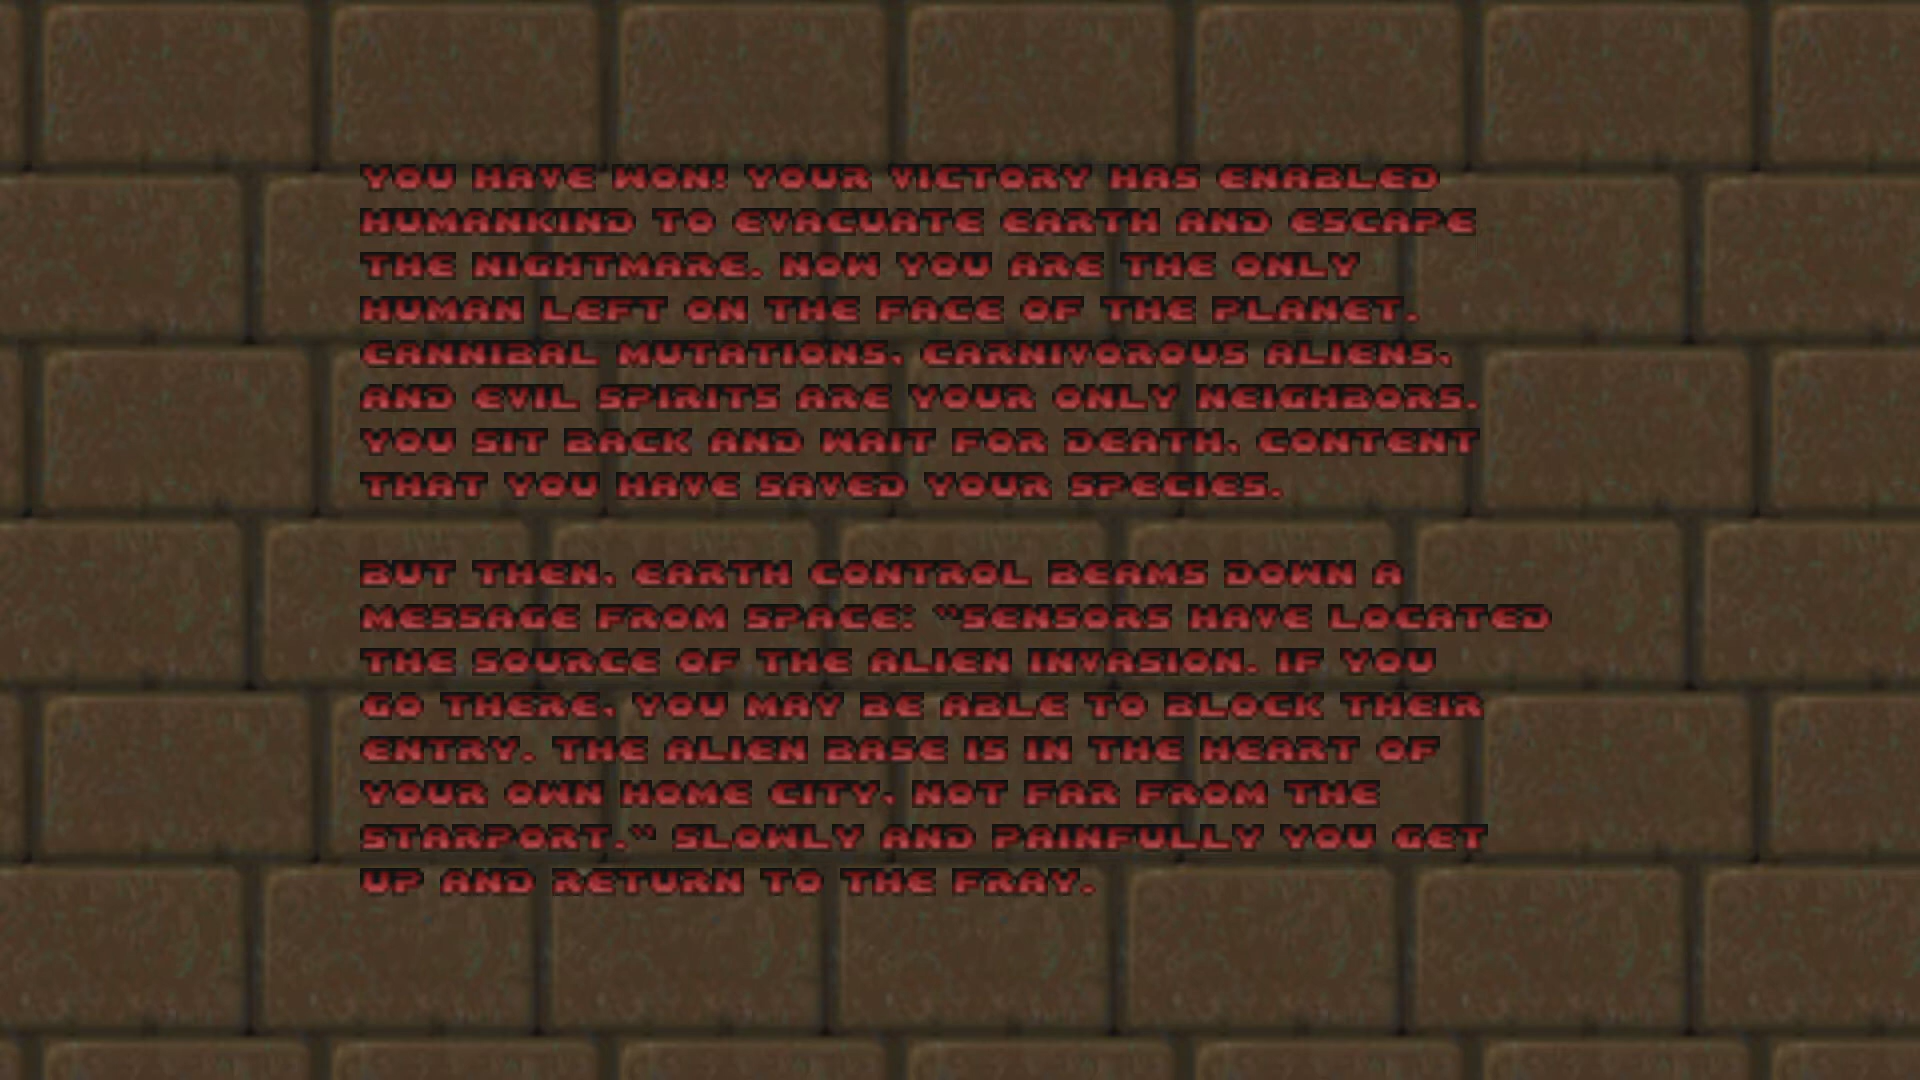 YOU HAVE WON! YOUR VICTORY HAS ENABLED
HUMANKIND TO EVACUATE EARTH AND ESCAPE
THE NIGHTMARE. NOW YOU ARE THE ONLY
HUMAN LEFT ON THE FACE OF THE PLANET.
CANNIBAL MUTATIONS, CARNIVOROUS ALIENS,
AND EVIL SPIRITS ARE YOUR ONLY NEIGHBORS.
YOU SIT BACK AND WAIT FOR DEATH, CONTENT
THAT YOU HAVE SAVED YOUR SPECIES.

BUT THEN, EARTH CONTROL BEAMS DOWN A
MESSAGE FROM SPACE: "SENSORS HAVE LOCATED
THE SOURCE OF THE ALIEN INVASION. IF YOU
GO THERE, YOU MAY BE ABLE TO BLOCK THEIR
ENTRY. THE ALIEN BASE IS IN THE HEART OF
YOUR OWN HOME CITY, NOT FAR FROM THE
STARPORT." SLOWLY AND PAINFULLY YOU GET
UP AND RETURN TO THE FRAY.